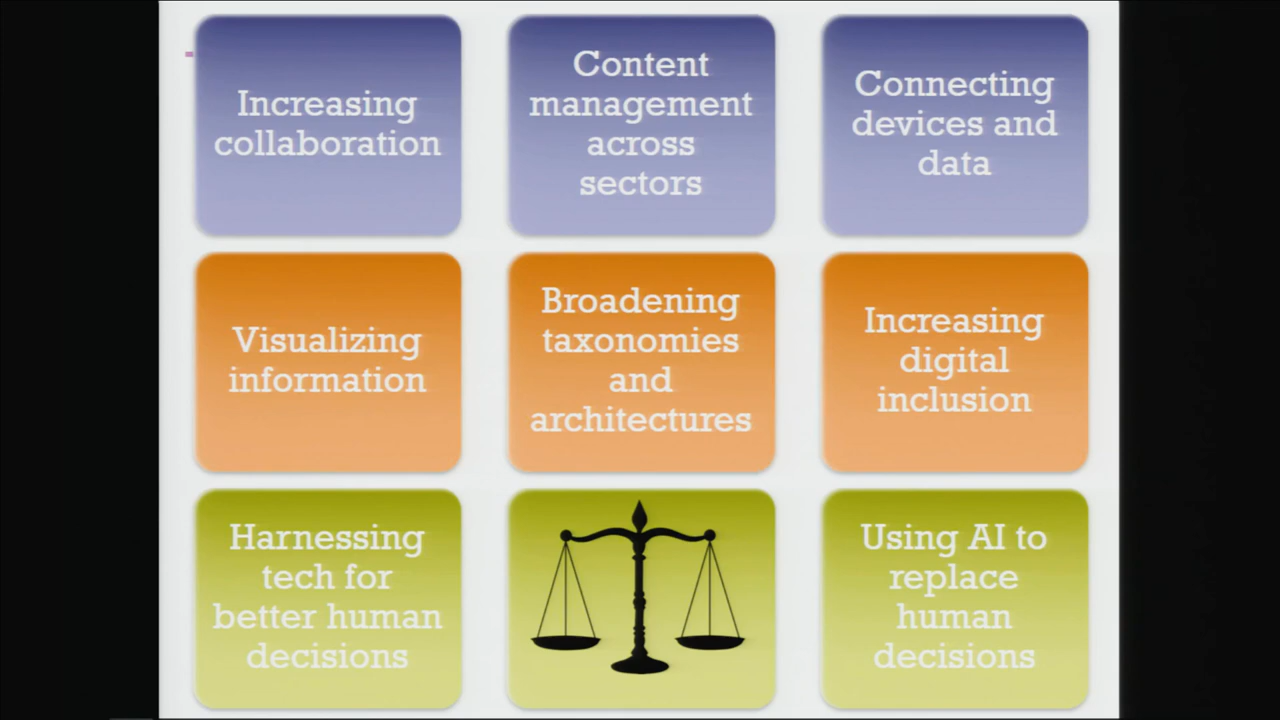 Increasing
collaboration
Content
management
across
sectors
Connecting
devices and
data
Visualizing
information
Broadening
taxonomies
and
architectures
Increasing
digital
inclusion
Harnessing
tech for
better human
decisions
Using AI to
replace
human
decisions